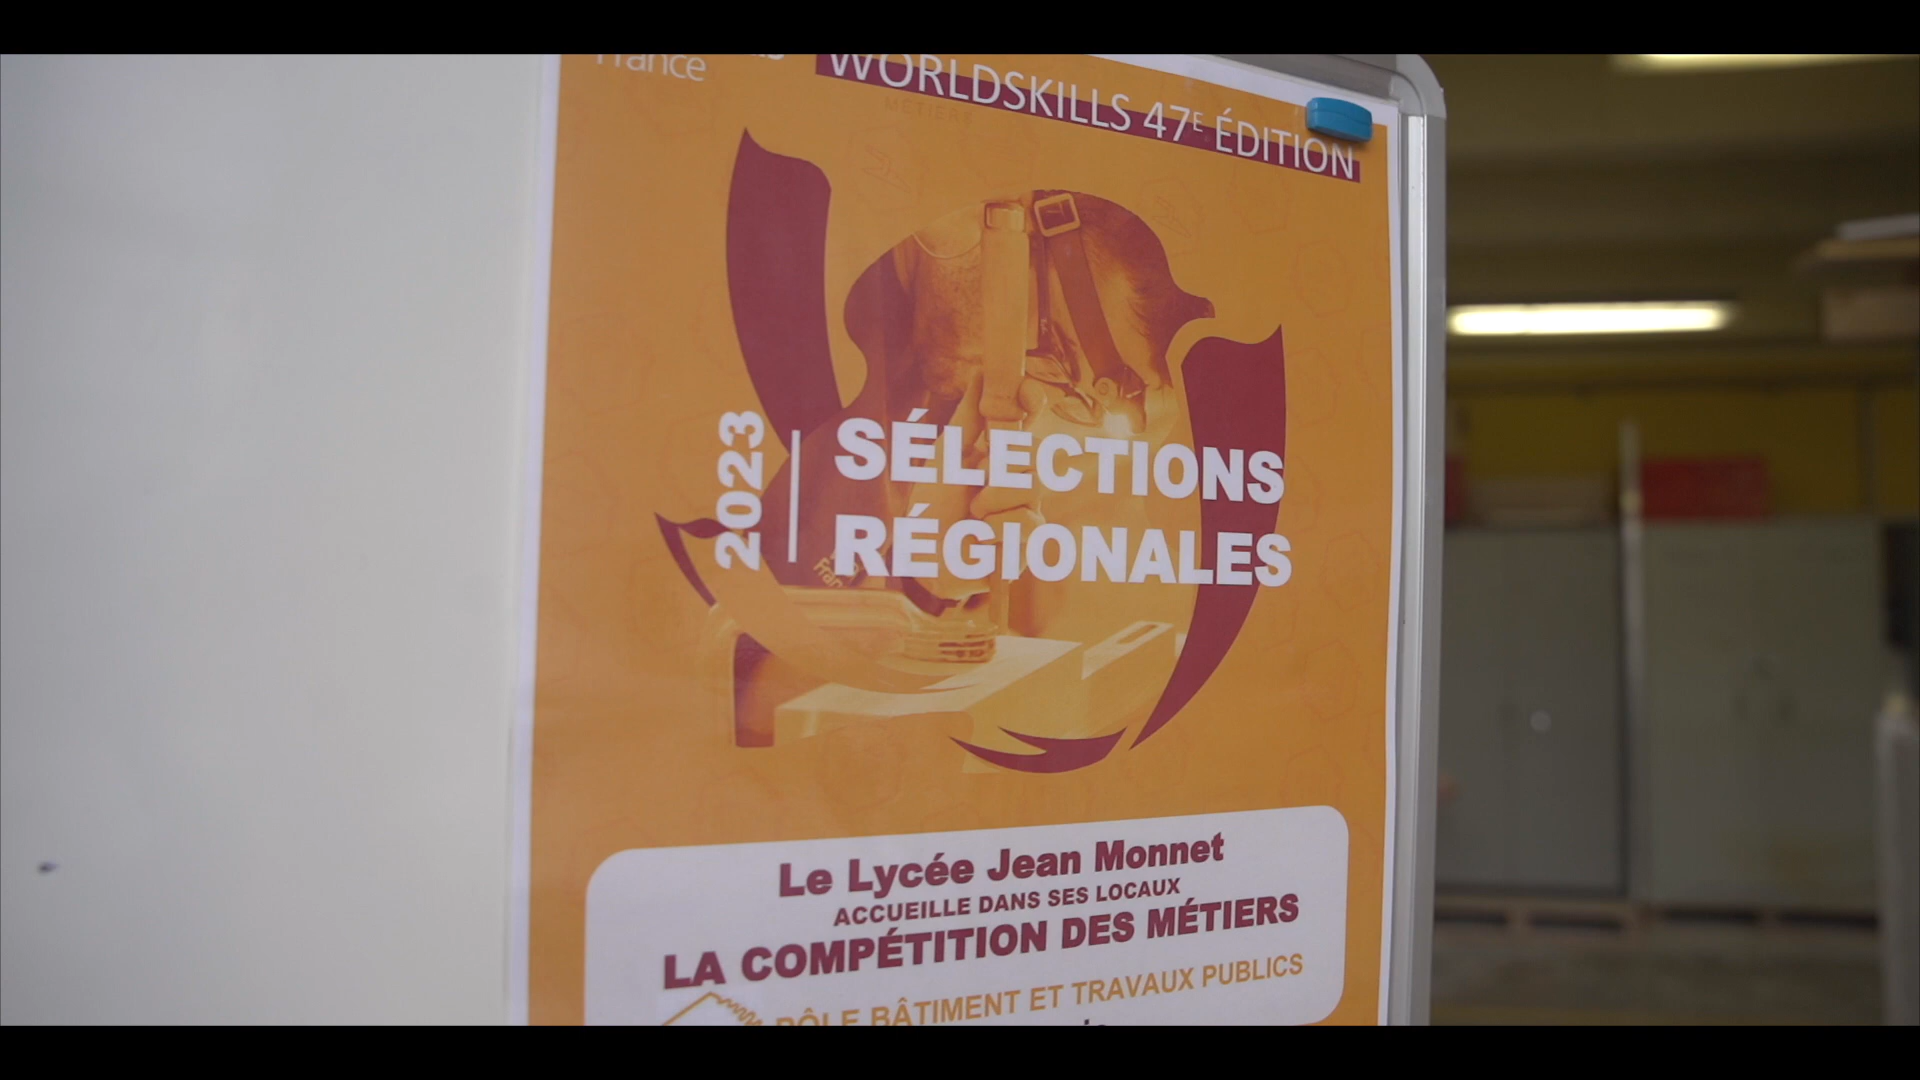 France
WORLDSKILLS 47E ÉDITION
2023
SÉLECTIONS
RÉGIONALES
Le Lycée Jean Monnet
ACCUEILLE DANS SES LOCAUX
LA COMPÉTITION DES MÉTIERS
PÔLE BÂTIMENT ET TRAVAUX PUBLICS